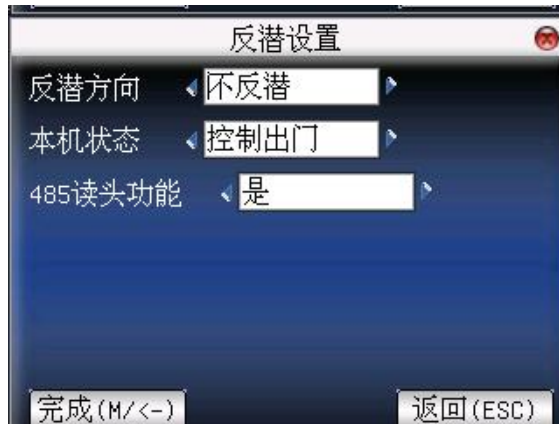 反潜设置
反潜方向 不反潜
本机状态 控制出门
485读头功能 是
完成(M/<-) 返回(ESC)